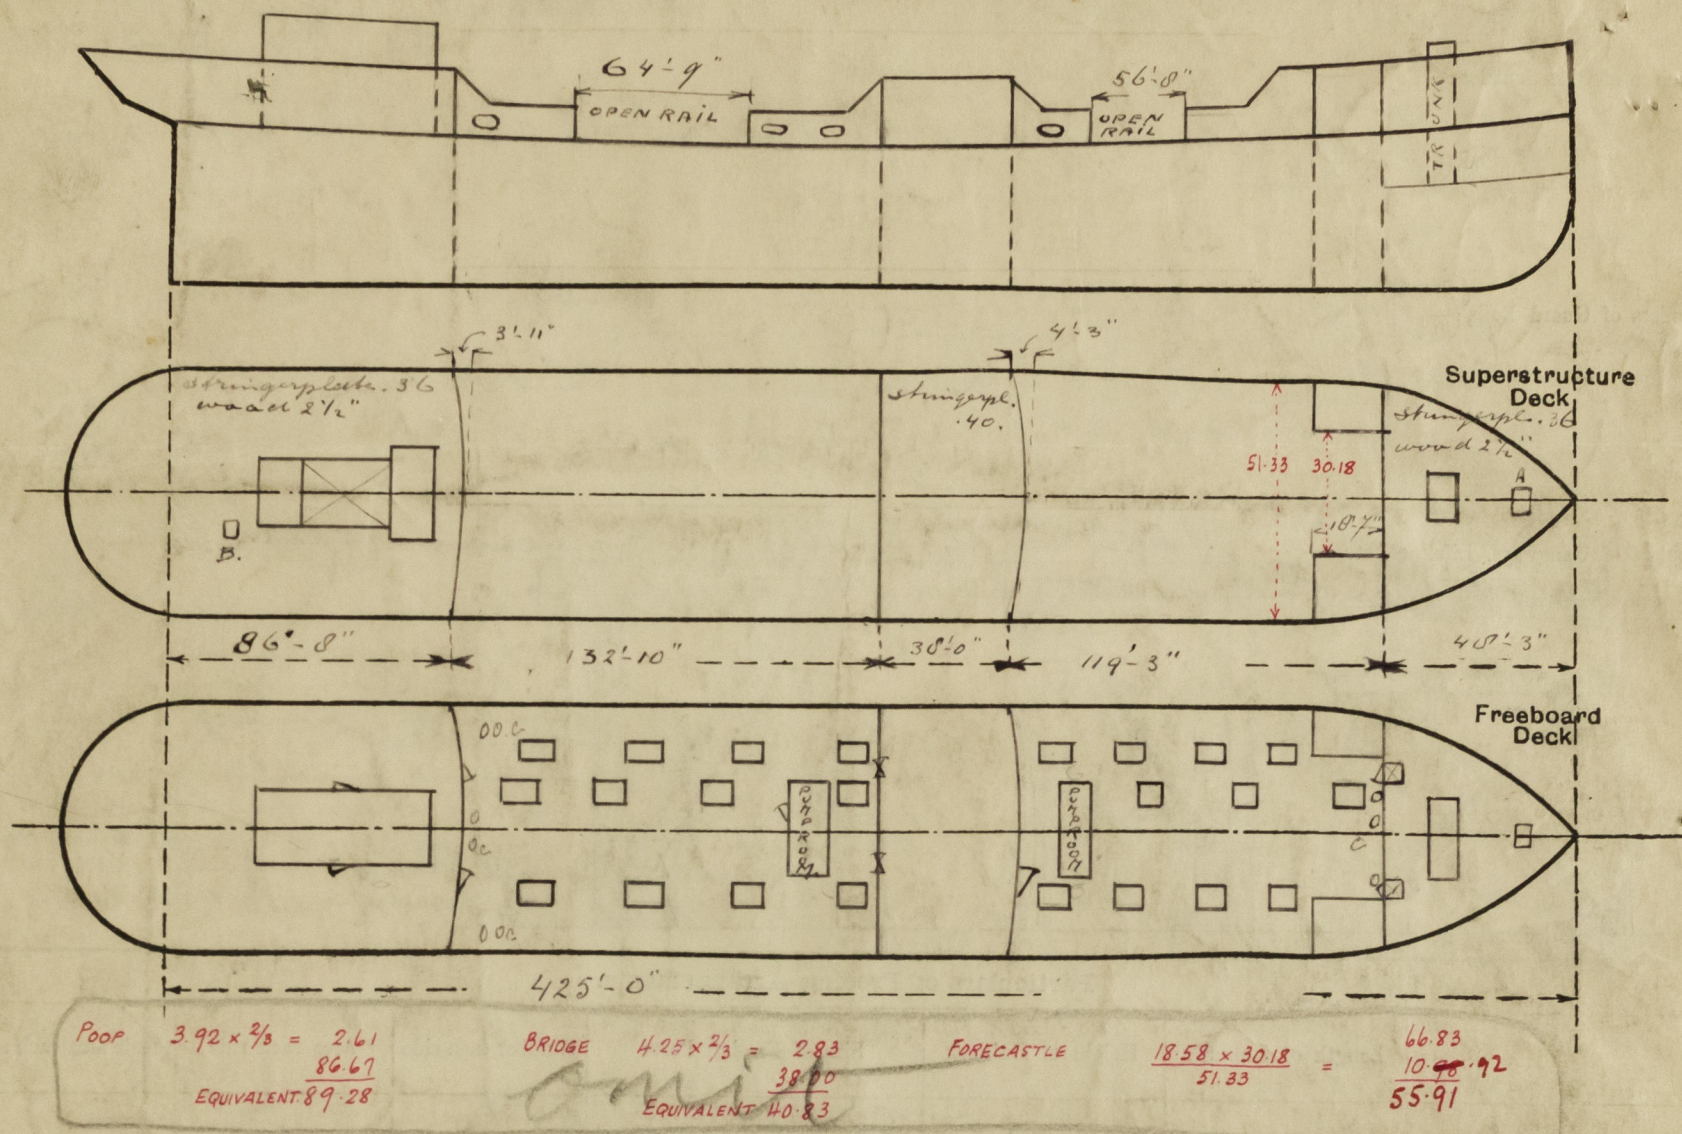 64'-9"
OPEN RAIL
56'-8"
OPEN
RAIL
TRUNK
3'-11"
4'-3"
Superstructure
Deck
stringerplate .36
wood 2½"
stringerpl.
.40.
stringerpl. .36
wood 2½"
51.33
30.18
A
B.
18'-7"
86'-8"
132'-10"
38'-0"
119'-3"
48'-3"
Freeboard
Deck
PUMPROOM
PUMPROOM
425'-0"
POOP 3.92 x 2/3 = 2.61
86.67
EQUIVALENT 89.28
BRIDGE 4.25 x 2/3 = 2.83
38.00
EQUIVALENT 40.83
omit
FORECASTLE 18.58 x 30.18
51.33
=
66.83
10.98 .92
55.91